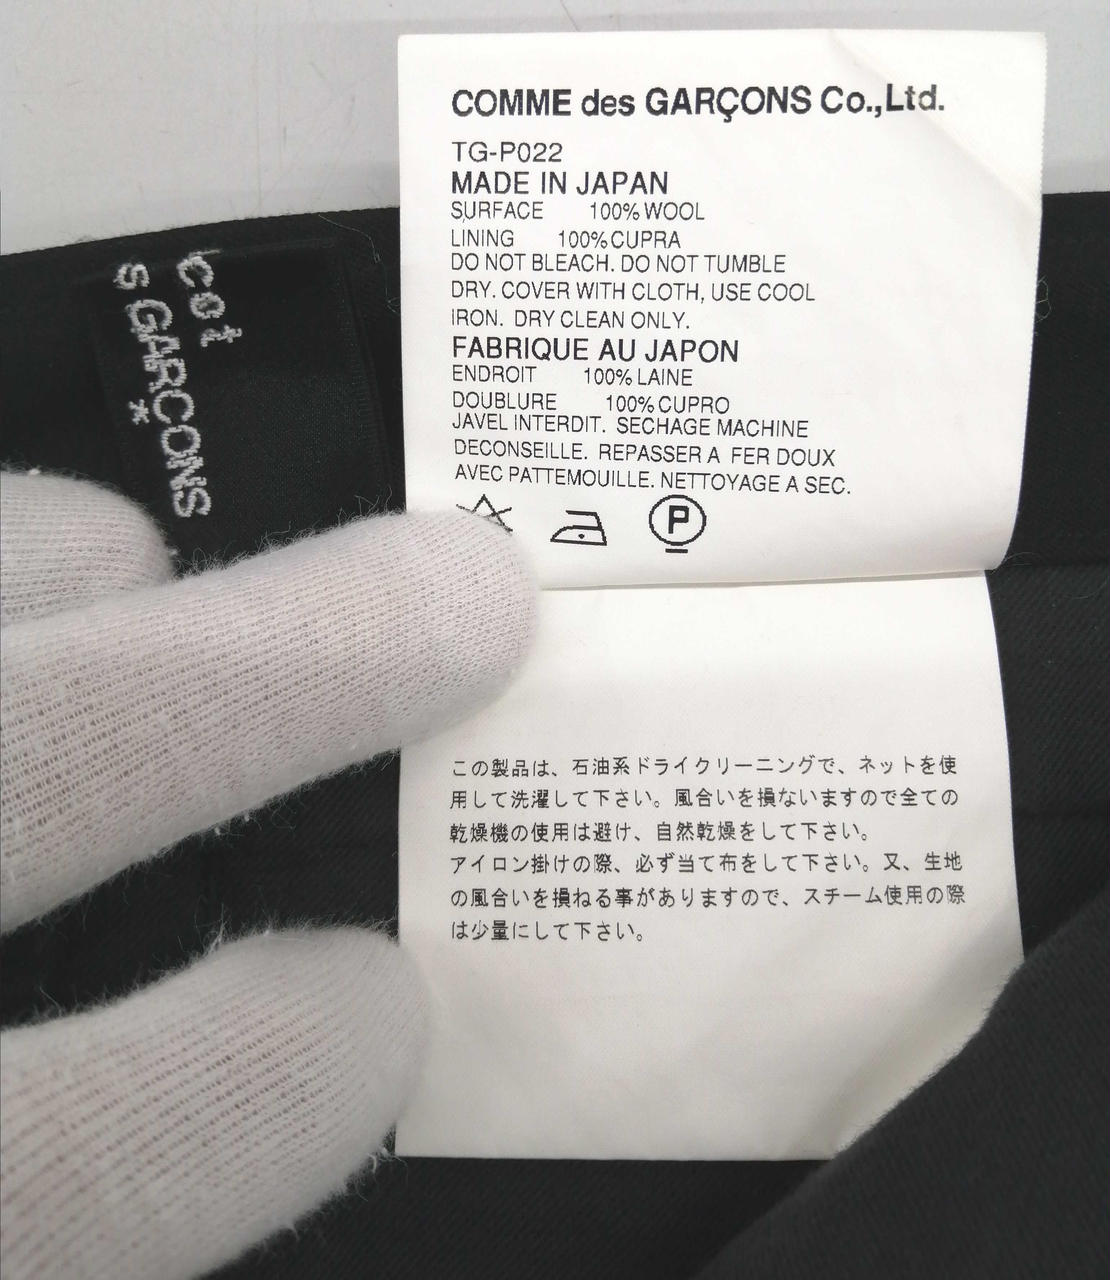 COMME des GARÇONS Co.,Ltd.
TG-P022
MADE IN JAPAN
SURFACE 100% WOOL
LINING 100% CUPRA
DO NOT BLEACH. DO NOT TUMBLE
DRY. COVER WITH CLOTH, USE COOL
IRON. DRY CLEAN ONLY.
FABRIQUE AU JAPON
ENDROIT 100% LAINE
DOUBLURE 100% CUPRO
JAVEL INTERDIT. SECHAGE MACHINE
DECONSEILLE. REPASSER A FER DOUX
AVEC PATTEMOUILLE. NETTOYAGE A SEC.
P
この製品は、石油系ドライクリーニングで、ネットを使
用して洗濯して下さい。風合いを損ないますので全ての
乾燥機の使用は避け、自然乾燥をして下さい。
アイロン掛けの際、必ず当て布をして下さい。又、生地
の風合いを損ねる事がありますので、スチーム使用の際
は少量にして下さい。
cot
S GARÇONS
*